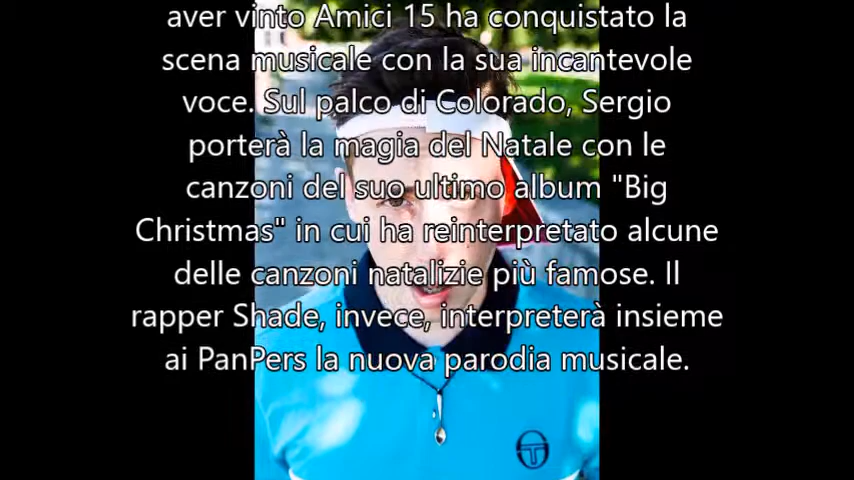 aver vinto Amici 15 ha conquistato la
scena musicale con la sua incantevole
voce. Sul palco di Colorado, Sergio
porterà la magia del Natale con le
canzoni del suo ultimo album "Big
Christmas" in cui ha reinterpretato alcune
delle canzoni natalizie più famose. Il
rapper Shade, invece, interpreterà insieme
ai PanPers la nuova parodia musicale.